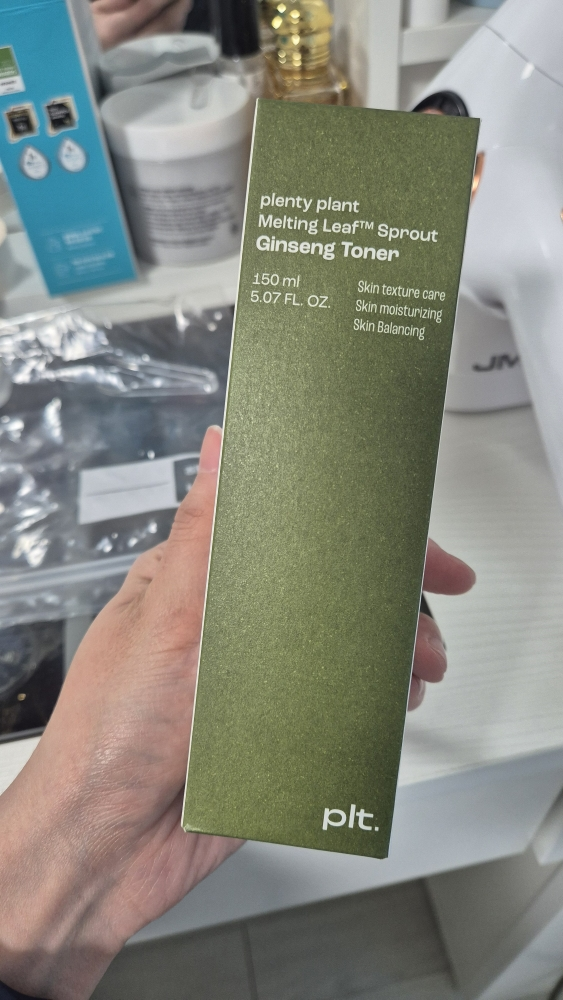 plenty plant
Melting Leaf™ Sprout
Ginseng Toner
150 ml
5.07 FL. OZ.
Skin texture care
Skin moisturizing
Skin Balancing
plt.
JM